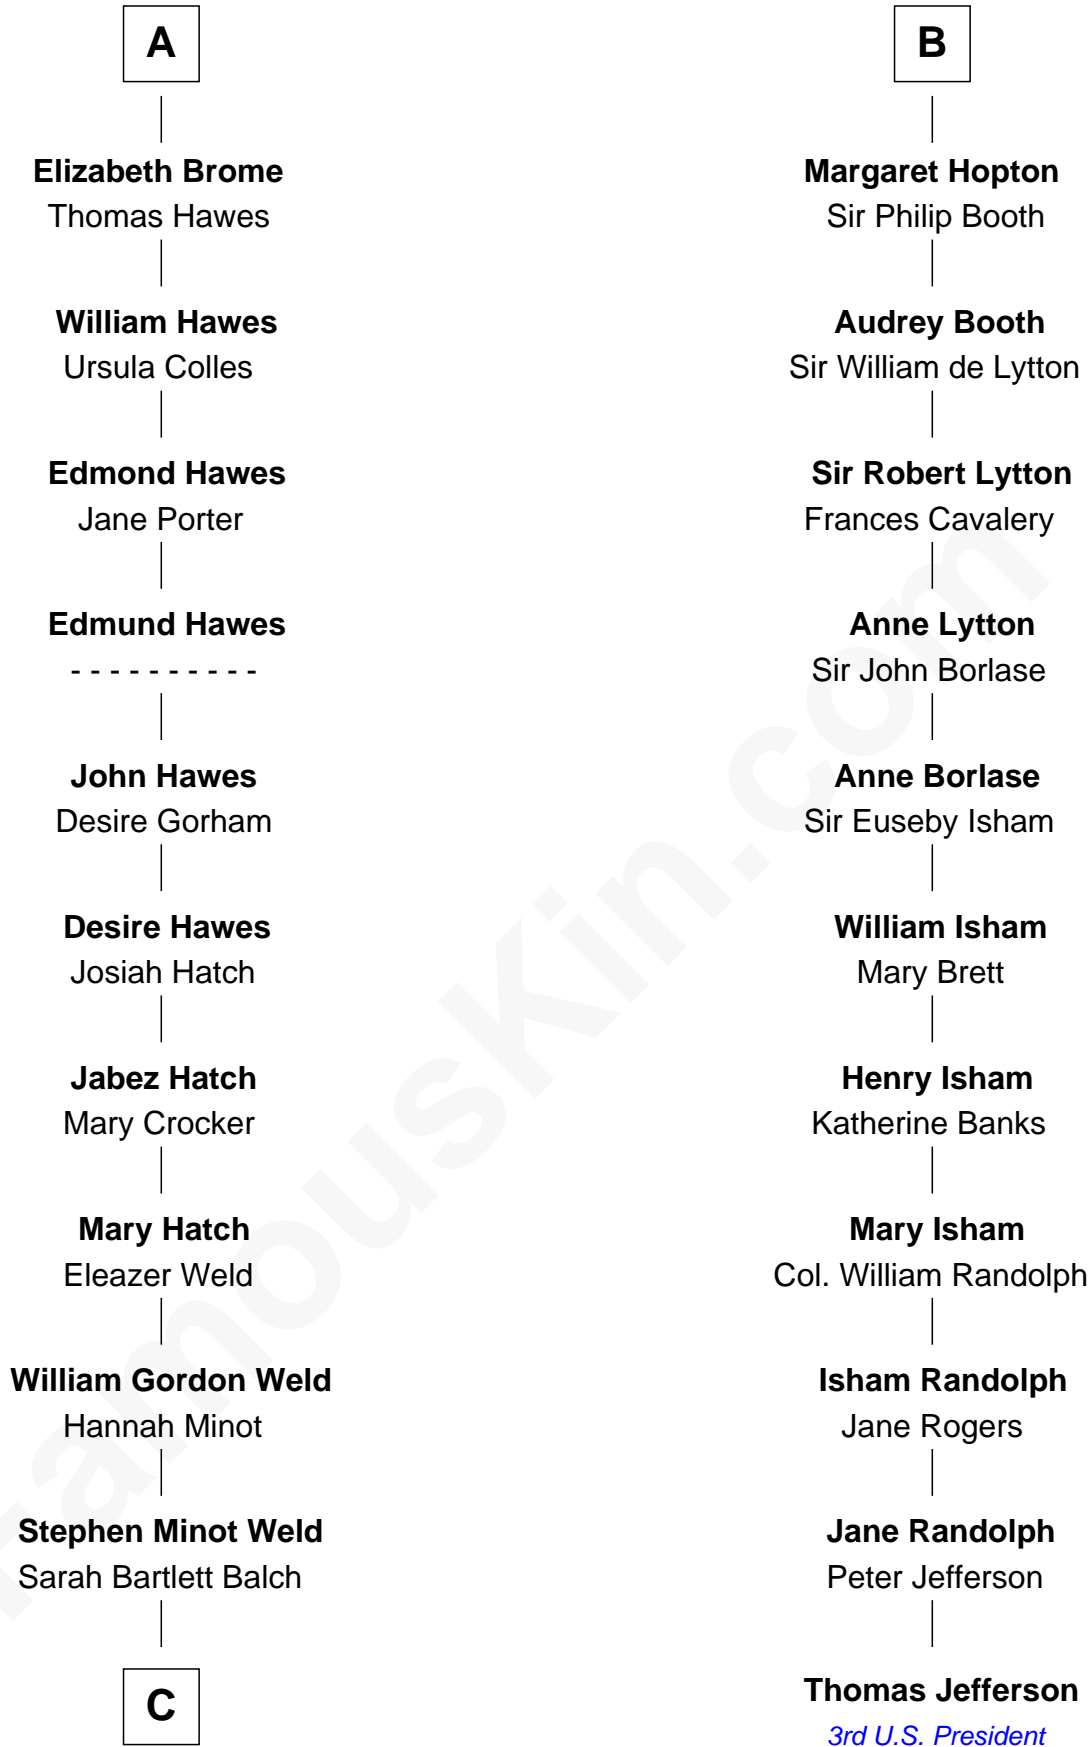 A
Elizabeth Brome
Thomas Hawes
William Hawes
Ursula Colles
Edmond Hawes
Jane Porter
Edmund Hawes
- - - - - - - - - -
John Hawes
Desire Gorham
Desire Hawes
Josiah Hatch
Jabez Hatch
Mary Crocker
Mary Hatch
Eleazer Weld
William Gordon Weld
Hannah Minot
Stephen Minot Weld
Sarah Bartlett Balch
C
B
Margaret Hopton
Sir Philip Booth
Audrey Booth
Sir William de Lytton
Sir Robert Lytton
Frances Cavalery
Anne Lytton
Sir John Borlase
Anne Borlase
Sir Euseby Isham
William Isham
Mary Brett
Henry Isham
Katherine Banks
Mary Isham
Col. William Randolph
Isham Randolph
Jane Rogers
Jane Randolph
Peter Jefferson
Thomas Jefferson
3rd U.S. President
FamousKin.com